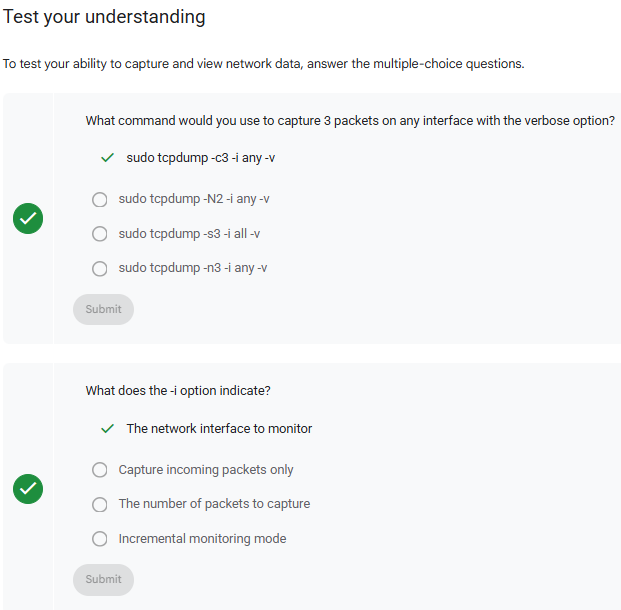 Test your understanding
To test your ability to capture and view network data, answer the multiple-choice questions.
What command would you use to capture 3 packets on any interface with the verbose option?
sudo tcpdump -c3 -i any -v
sudo tcpdump -N2 -i any -v
sudo tcpdump -s3 -i all -v
sudo tcpdump -n3 -i any -v
Submit
What does the -i option indicate?
The network interface to monitor
Capture incoming packets only
The number of packets to capture
Incremental monitoring mode
Submit